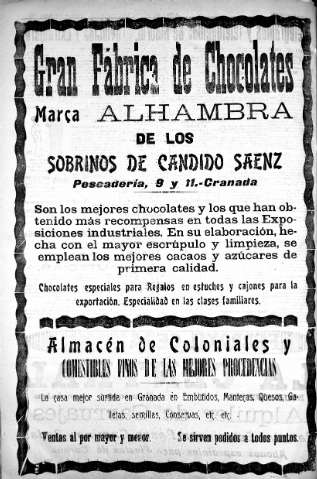 Gran Fábrica de Chocolates
Marca ALHAMBRA
DE LOS
SOBRINOS DE CANDIDO SAENZ
Pescadería, 9 y 11.-Granada
Son los mejores chocolates y los que han ob-
tenido más recompensas en todas las Expo-
siciones industriales. En su elaboración, he-
cha con el mayor escrúpulo y limpieza, se
emplean los mejores cacaos y azúcares de
primera calidad.
Chocolates especiales para Regalos en estuches y cajones para la
exportación. Especialidad en las clases familiares.
Almacén de Coloniales y
COMESTIBLES FINOS DE LAS MEJORES PROCEDENCIAS
La casa mejor surtida en Granada en Embutidos, Mantecas, Quesos, Ga-
lletas, semillas, Conservas, etc. etc.
Ventas al por mayor y menor. Se sirven pedidos a todos puntos